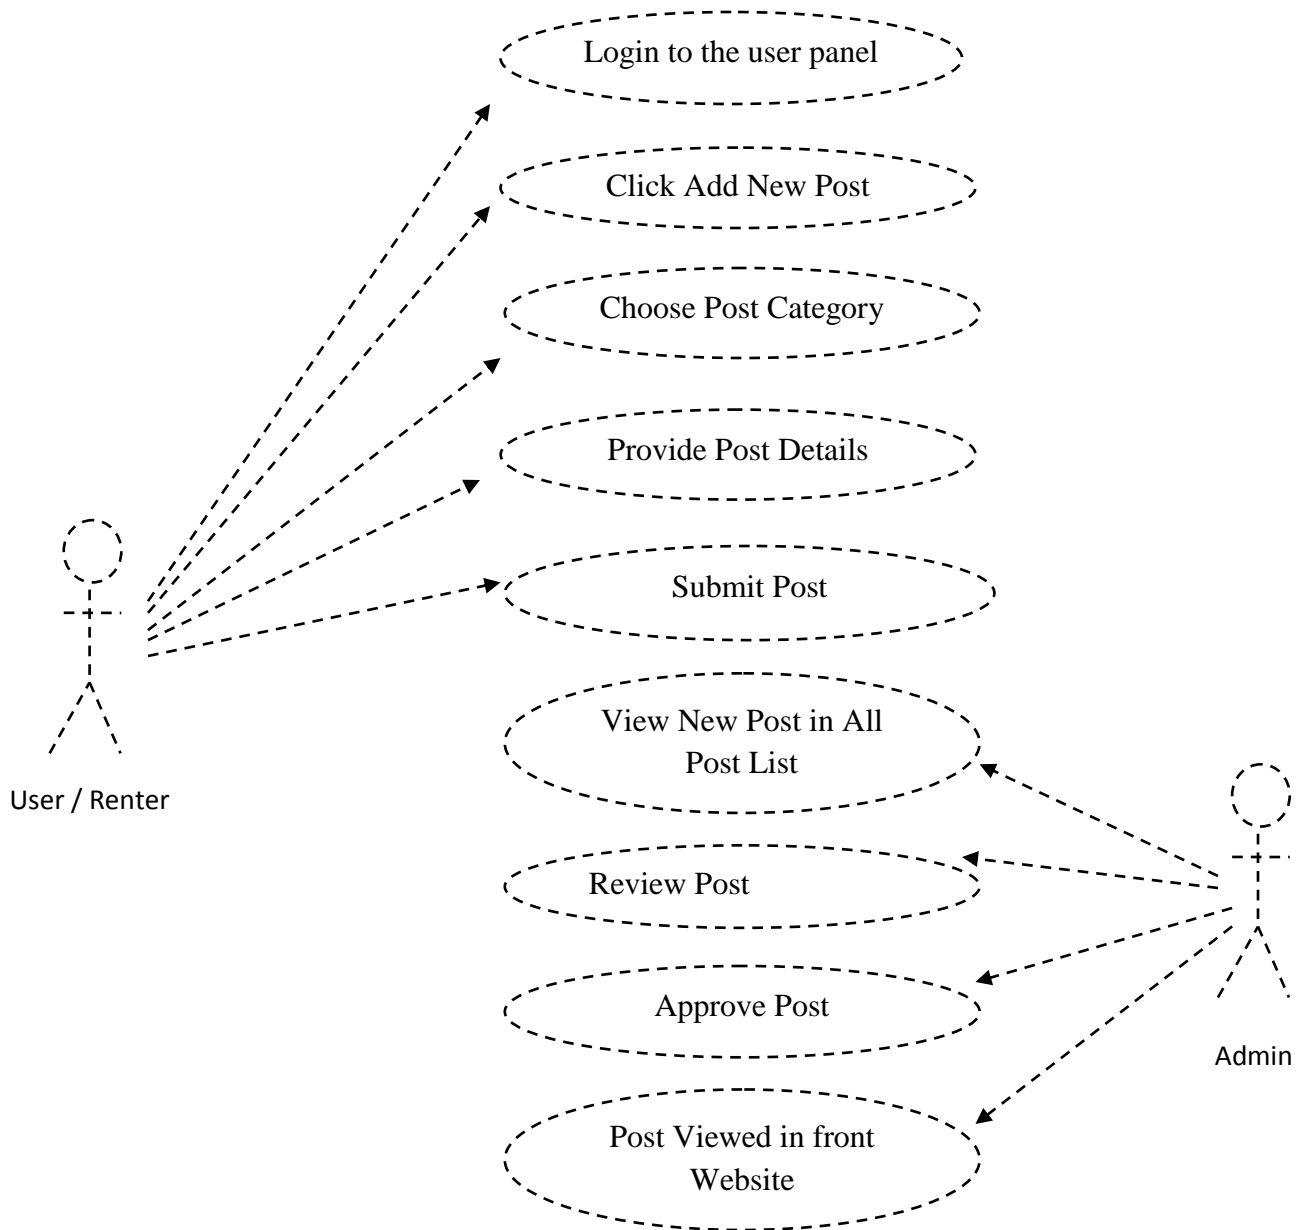 Login to the user panel
Click Add New Post
Choose Post Category
Provide Post Details
Submit Post
View New Post in All
Post List
User / Renter
Review Post
Approve Post
Admin
Post Viewed in front
Website